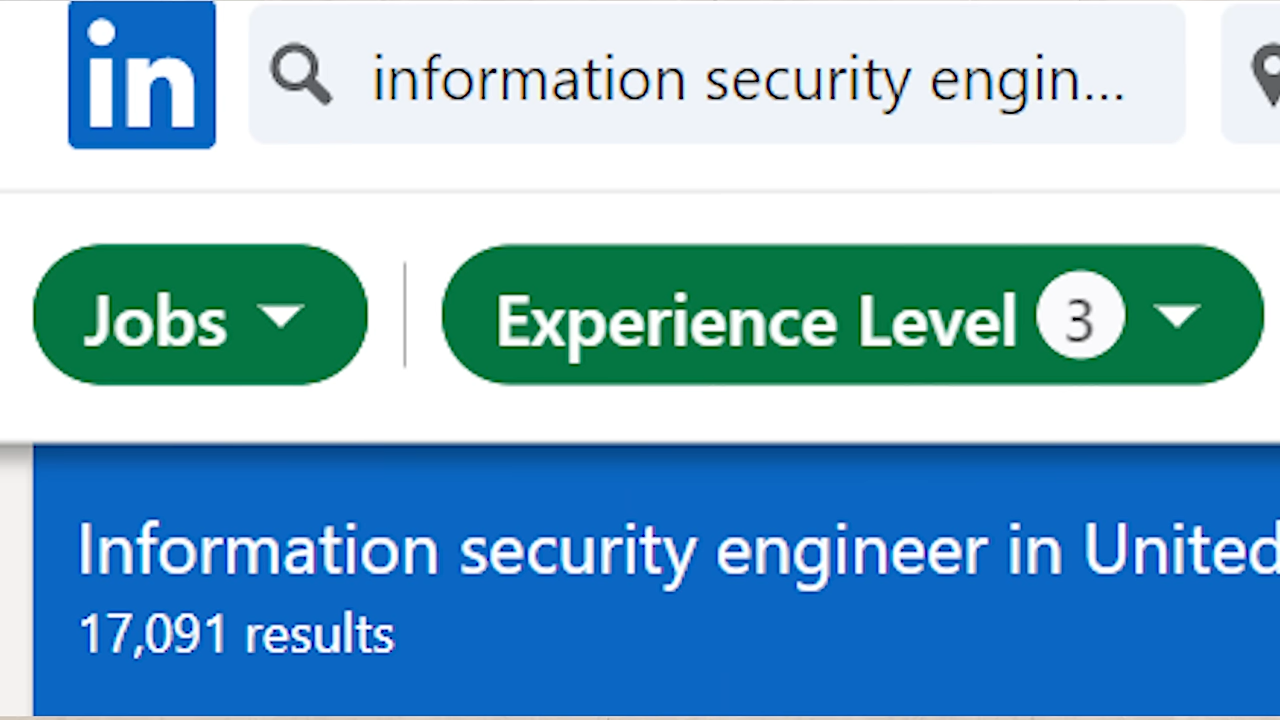 in
information security engin...
Jobs
Experience Level 3
Information security engineer in United
17,091 results